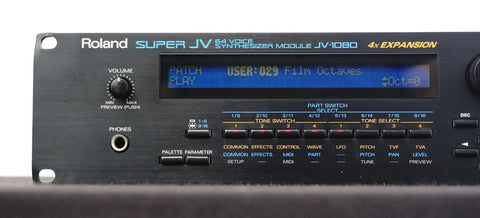 Roland SUPER JV 64 VOICE SYNTHESIZER MODULE JV-1080 4x EXPANSION
VOLUME
MIN MAX
PREVIEW (PUSH)
PHONES
PATCH USER:029 Film Octaves
PLAY Oct=0
PART SWITCH
SELECT
1/9 2/10 3/11 4/12 5/13 6/14 7/15 8/16
TONE SWITCH TONE SELECT
1-8
9-16
1 2 3 4 1 2 3 4
PALETTE PARAMETER
COMMON EFFECTS CONTROL WAVE LFO PITCH TVF TVA
COMMON EFFECTS MIDI PART PITCH PAN LEVEL
SETUP MIDI TUNE PREVIEW
DEC